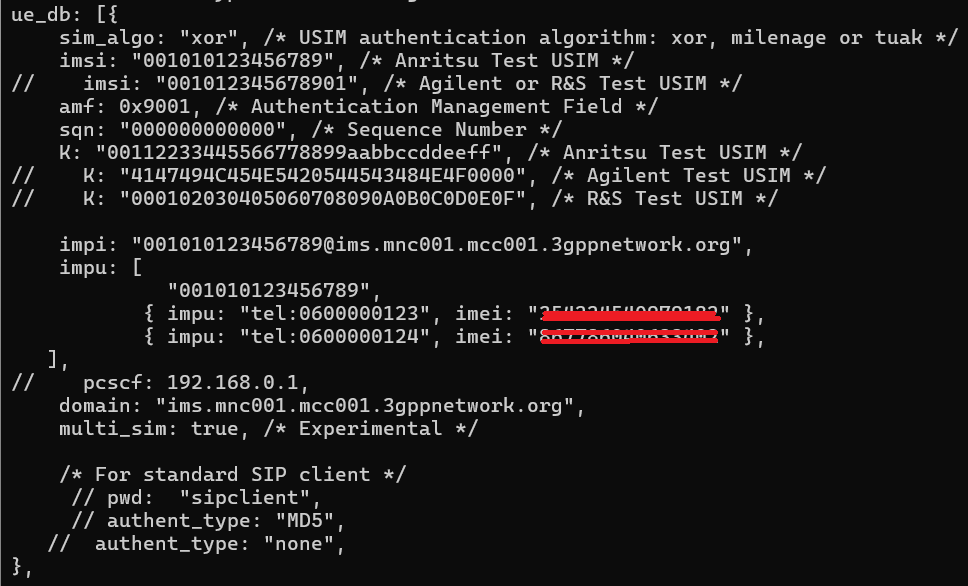 ue_db: [{
    sim_algo: "xor", /* USIM authentication algorithm: xor, milenage or tuak */
    imsi: "001010123456789", /* Anritsu Test USIM */
//    imsi: "001012345678901", /* Agilent or R&S Test USIM */
    amf: 0x9001, /* Authentication Management Field */
    sqn: "000000000000", /* Sequence Number */
    K: "00112233445566778899aabbccddeeff", /* Anritsu Test USIM */
//    K: "4147494C454E5420544543484E4F0000", /* Agilent Test USIM */
//    K: "000102030405060708090A0B0C0D0E0F", /* R&S Test USIM */

    impi: "001010123456789@ims.mnc001.mcc001.3gppnetwork.org",
    impu: [
             "001010123456789",
           { impu: "tel:0600000123", imei: "" },
           { impu: "tel:0600000124", imei: "" },
   ],
//    pcscf: 192.168.0.1,
    domain: "ims.mnc001.mcc001.3gppnetwork.org",
    multi_sim: true, /* Experimental */

    /* For standard SIP client */
     // pwd:  "sipclient",
     // authent_type: "MD5",
   //  authent_type: "none",
},